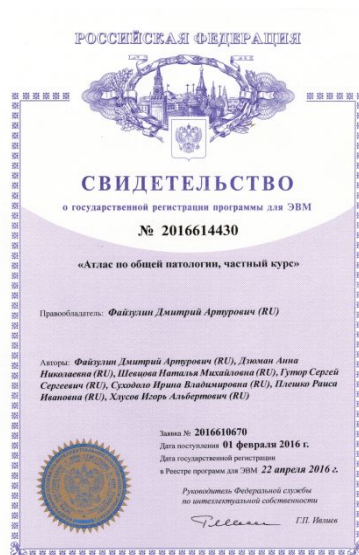 РОССИЙСКАЯ ФЕДЕРАЦИЯ
СВИДЕТЕЛЬСТВО
о государственной регистрации программы для ЭВМ
№ 2016614430
«Атлас по общей патологии, частный курс»
Правообладатель: Файзулин Дмитрий Артурович (RU)
Авторы: Файзулин Дмитрий Артурович (RU), Дзюман Анна
Николаевна (RU), Шевцова Наталья Михайловна (RU), Гутор Сергей
Сергеевич (RU), Суходоло Ирина Владимировна (RU), Плешко Раиса
Ивановна (RU), Хлусов Игорь Альбертович (RU)
Заявка № 2016610670
Дата поступления 01 февраля 2016 г.
Дата государственной регистрации
в Реестре программ для ЭВМ 22 апреля 2016 г.
Руководитель Федеральной службы
по интеллектуальной собственности
Г.П. Ивлиев